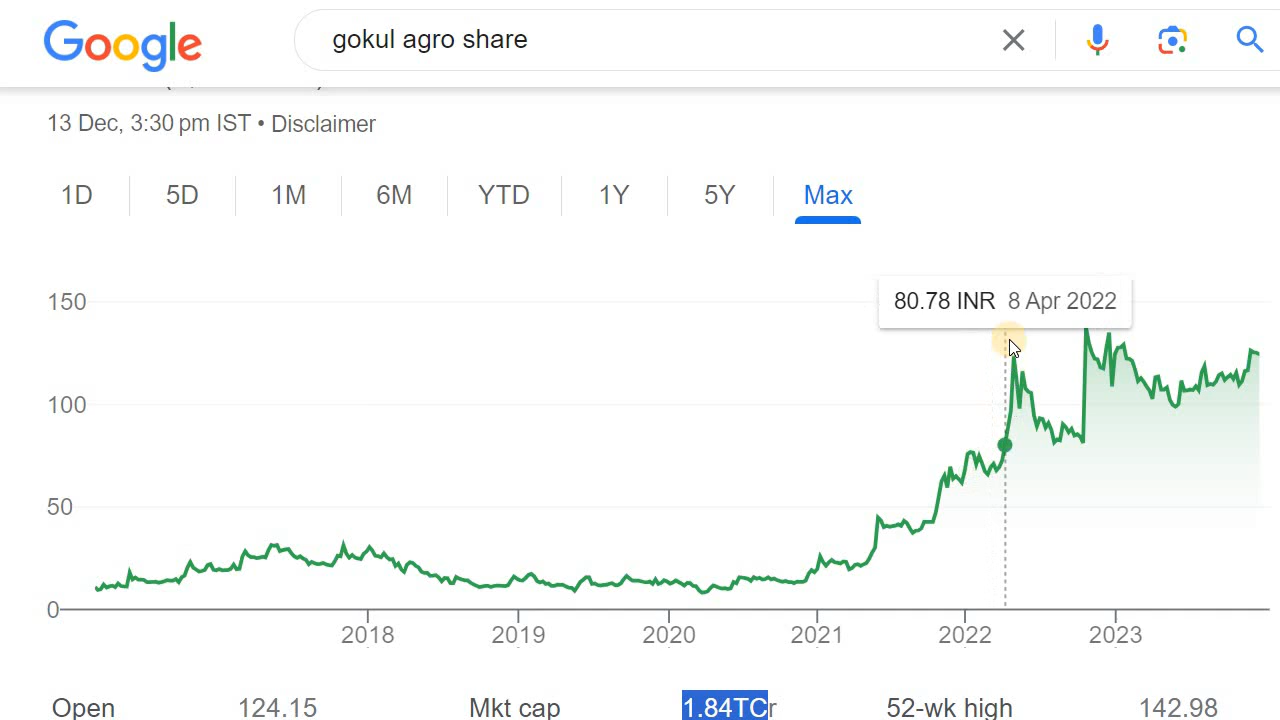 Google
gokul agro share
13 Dec, 3:30 pm IST • Disclaimer
1D 5D 1M 6M YTD 1Y 5Y Max
80.78 INR 8 Apr 2022
150
100
50
0
2018 2019 2020 2021 2022 2023
Open 124.15 Mkt cap 1.84TCr 52-wk high 142.98